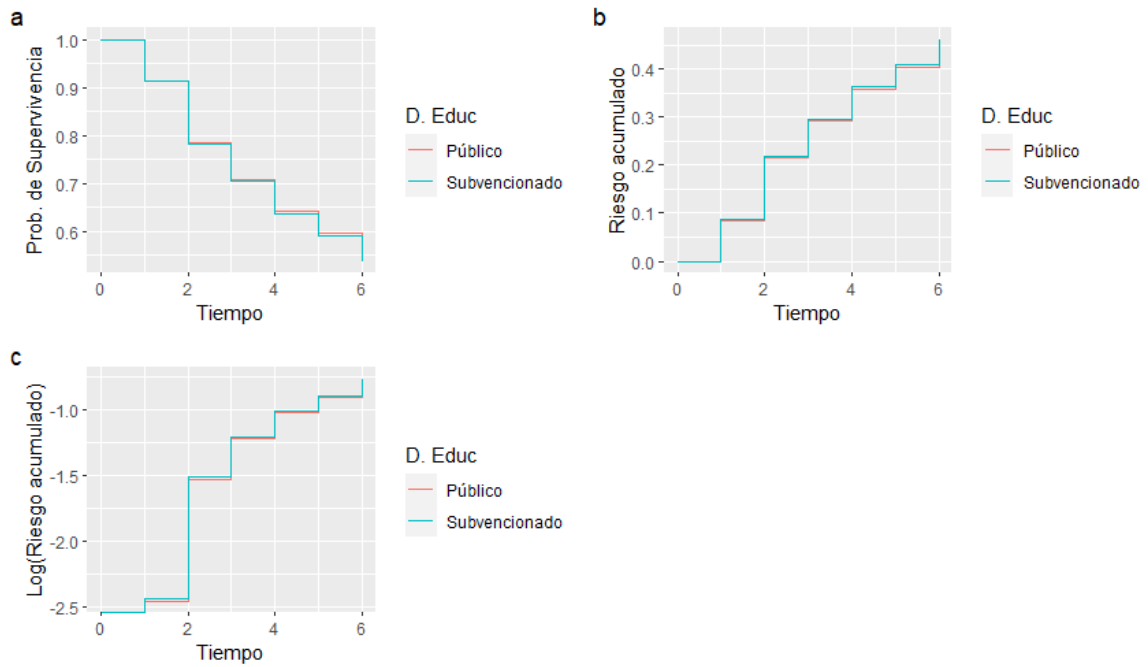 a
Prob. de Supervivencia
1.0
0.9
0.8
0.7
0.6
0
2
4
6
Tiempo
D. Educ
Público
Subvencionado
b
Riesgo acumulado
0.4
0.3
0.2
0.1
0.0
0
2
4
6
Tiempo
D. Educ
Público
Subvencionado
c
Log(Riesgo acumulado)
-1.0
-1.5
-2.0
-2.5
0
2
4
6
Tiempo
D. Educ
Público
Subvencionado